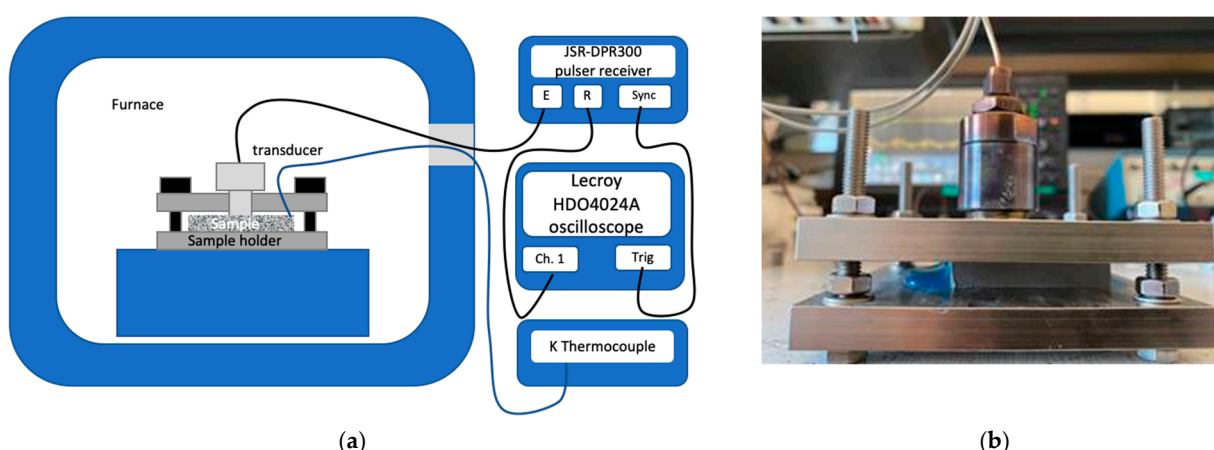 Furnace
transducer
Sample
Sample holder
JSR-DPR300
pulser receiver
E
R
Sync
Lecroy
HDO4024A
oscilloscope
Ch. 1
Trig
K Thermocouple
(a)
(b)